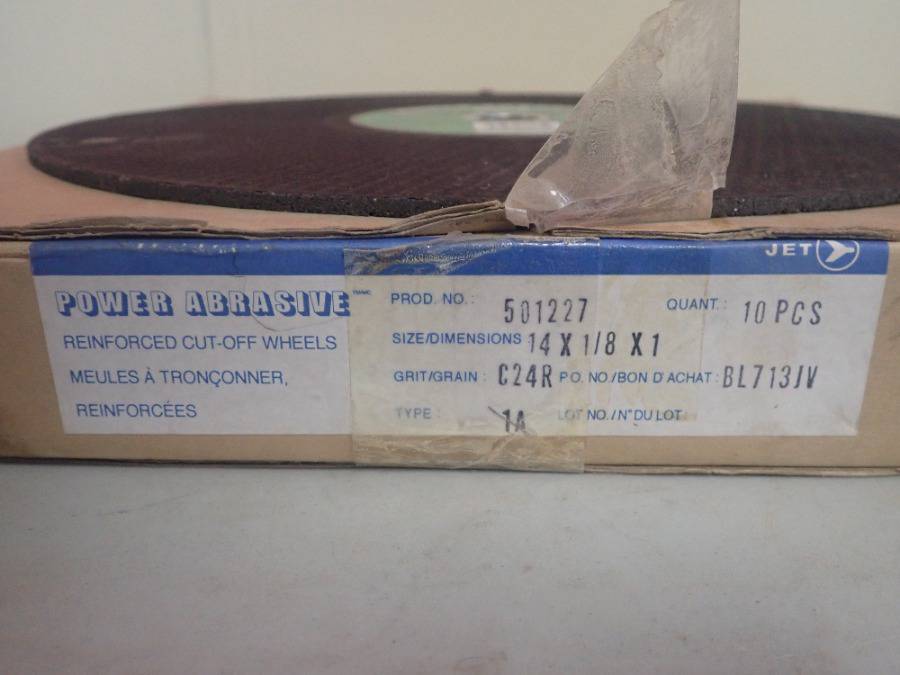 JET
POWER ABRASIVE
REINFORCED CUT-OFF WHEELS
MEULES À TRONÇONNER,
REINFORCÉES
PROD. NO.: 501227 QUANT.: 10 PCS
SIZE/DIMENSIONS 14 X 1/8 X 1
GRIT/GRAIN: C24R P.O. NO./BON D'ACHAT: BL713JV
TYPE: 1A LOT NO./N° DU LOT